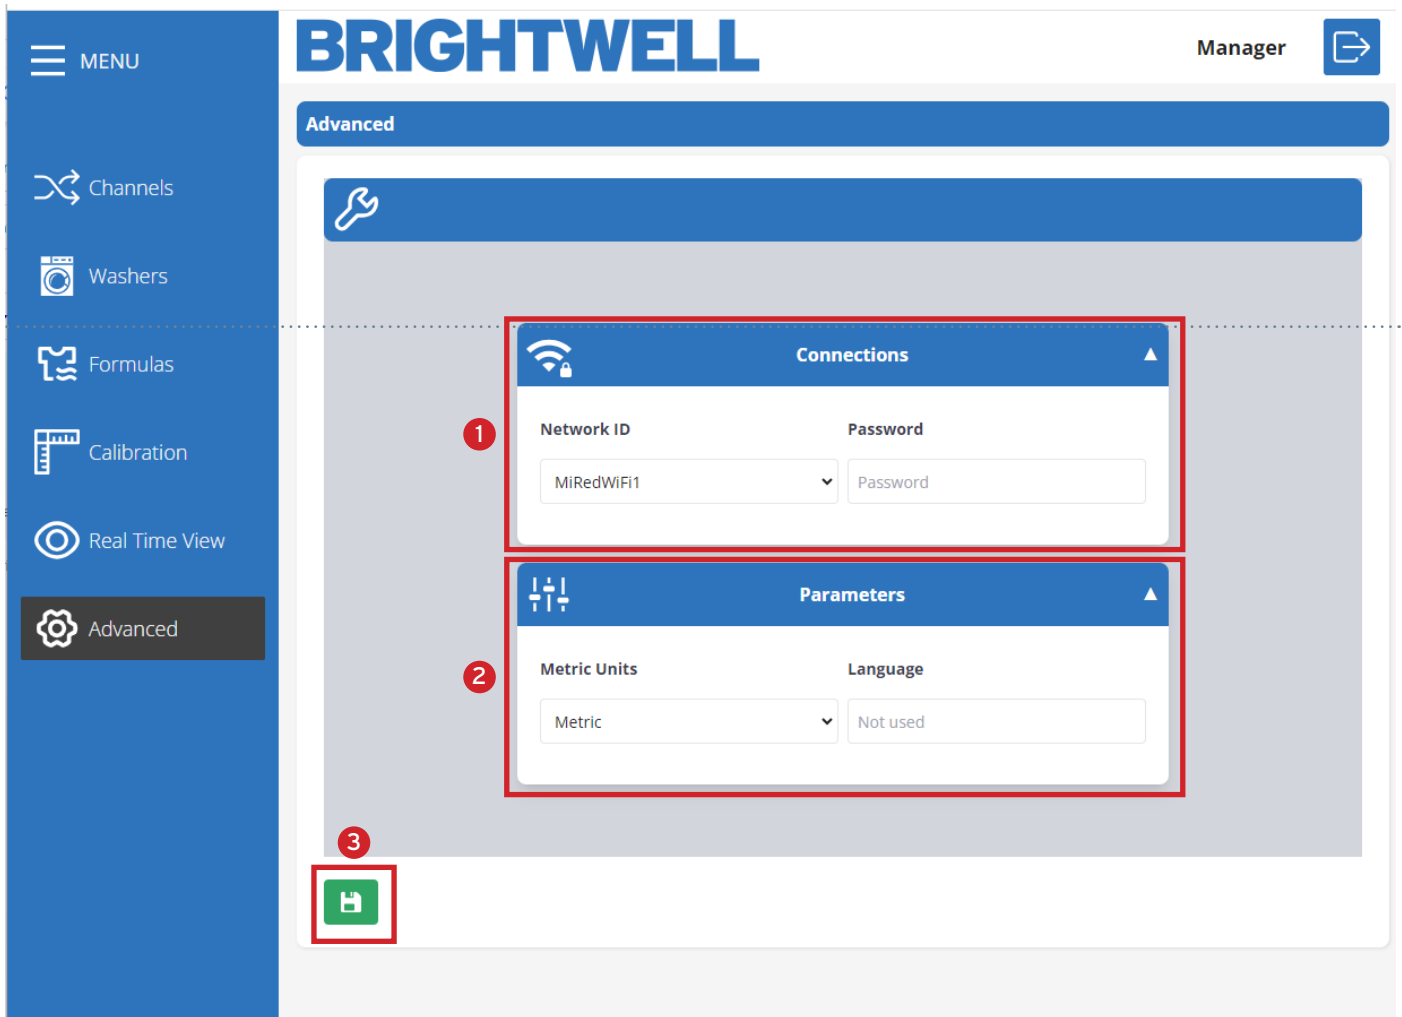 MENU
BRIGHTWELL
Manager
Advanced
Channels
Washers
Formulas
Calibration
Real Time View
Advanced
Connections
1
Network ID
Password
MiRedWiFi1
Password
Parameters
2
Metric Units
Language
Metric
Not used
3